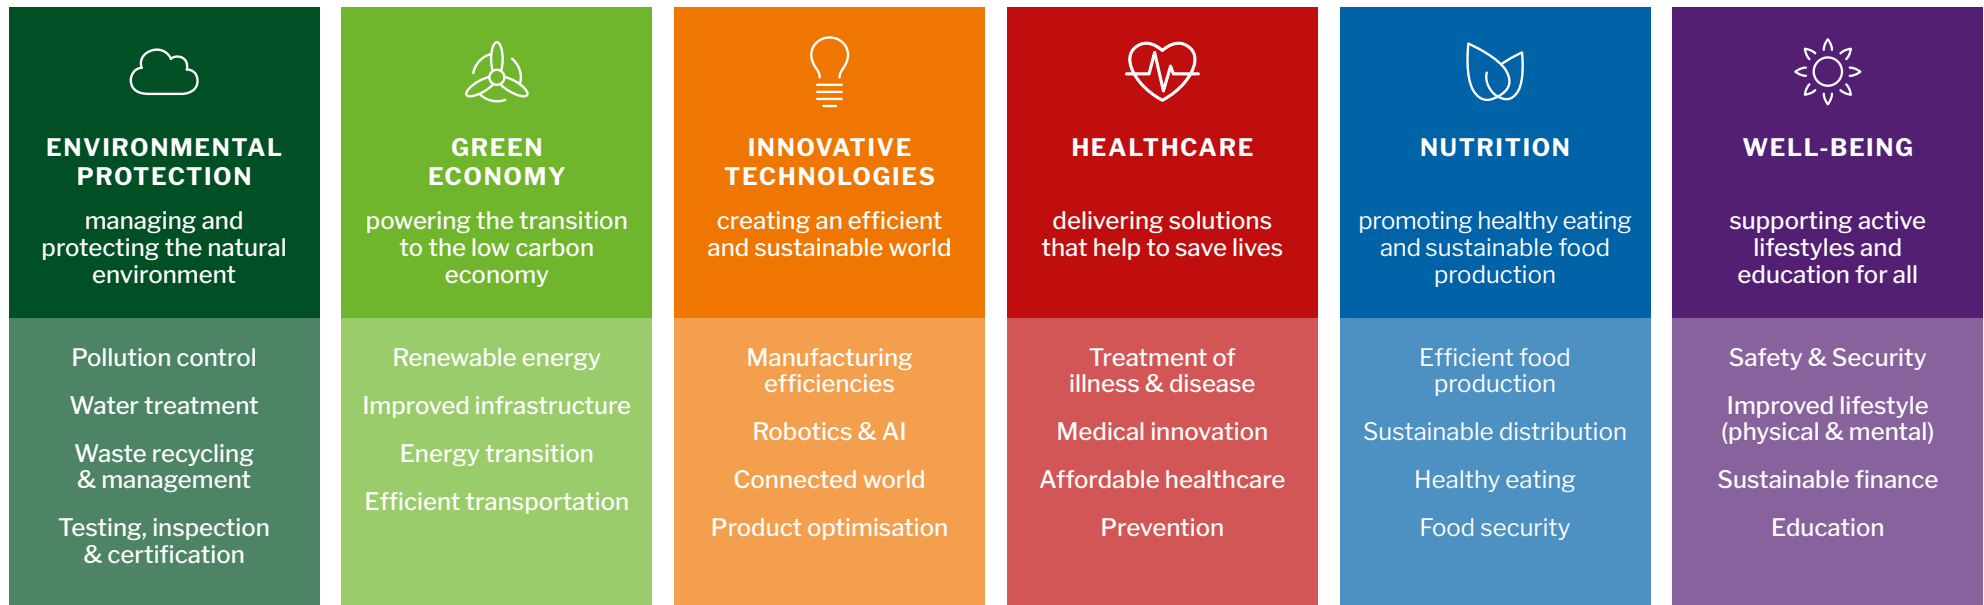 ENVIRONMENTAL
PROTECTION
managing and
protecting the natural
environment
Pollution control
Water treatment
Waste recycling
& management
Testing, inspection
& certification
GREEN
ECONOMY
powering the transition
to the low carbon
economy
Renewable energy
Improved infrastructure
Energy transition
Efficient transportation
INNOVATIVE
TECHNOLOGIES
creating an efficient
and sustainable world
Manufacturing
efficiencies
Robotics & AI
Connected world
Product optimisation
HEALTHCARE
delivering solutions
that help to save lives
Treatment of
illness & disease
Medical innovation
Affordable healthcare
Prevention
NUTRITION
promoting healthy eating
and sustainable food
production
Efficient food
production
Sustainable distribution
Healthy eating
Food security
WELL-BEING
supporting active
lifestyles and
education for all
Safety & Security
Improved lifestyle
(physical & mental)
Sustainable finance
Education